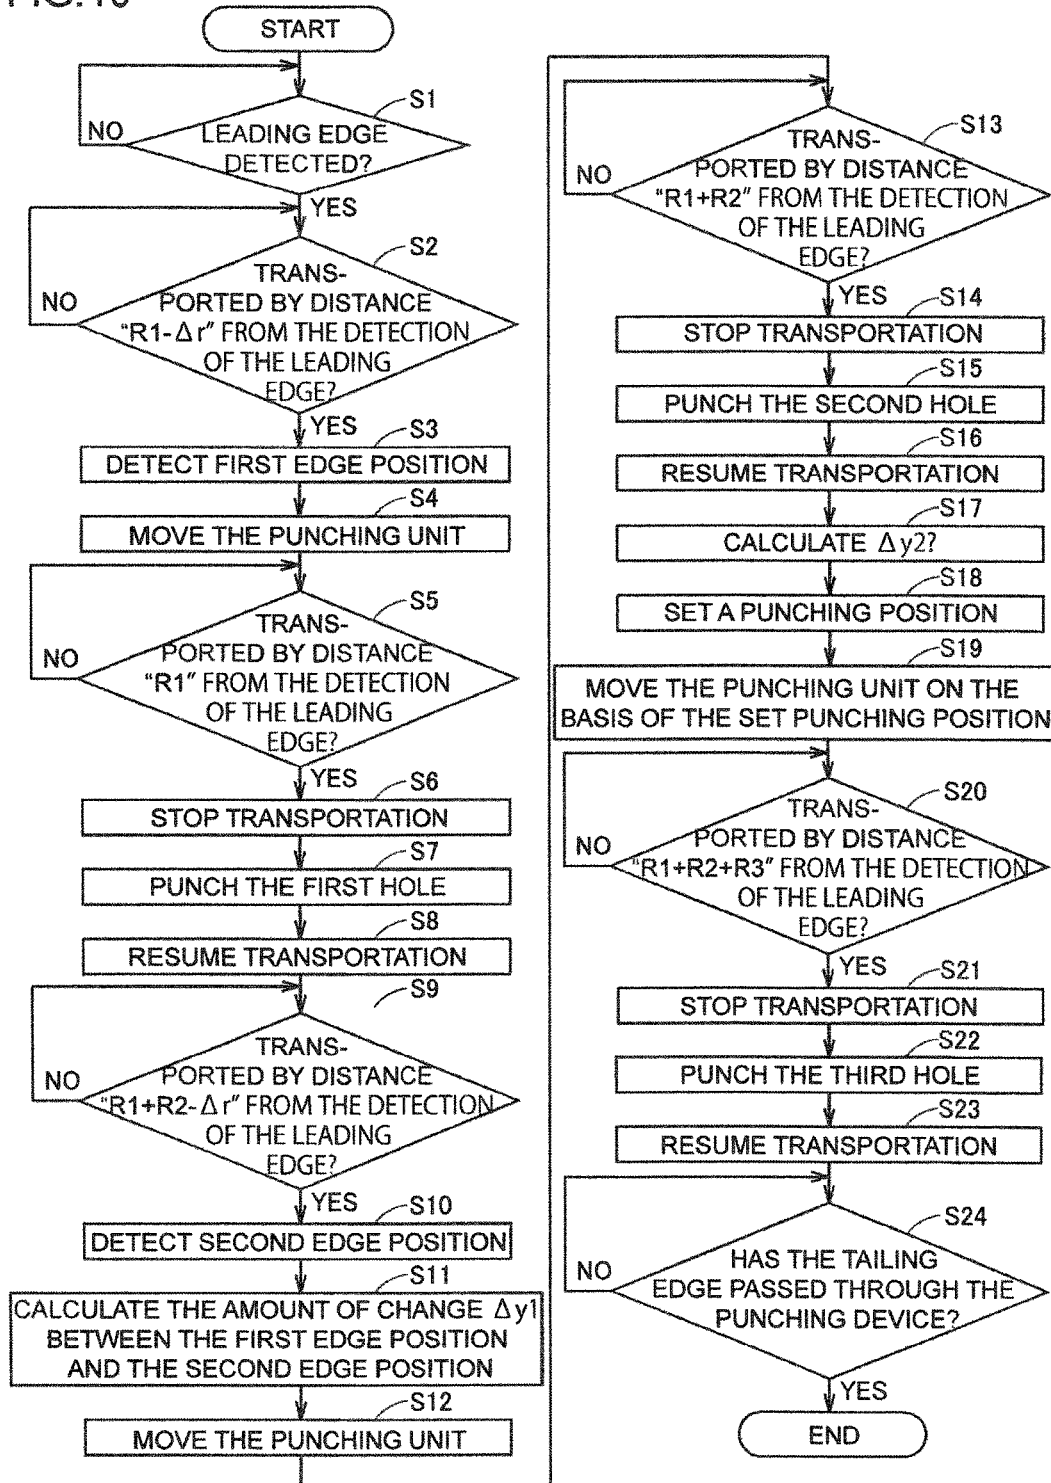 START
S1
LEADING EDGE
DETECTED?
NO
YES
S2
TRANS-
PORTED BY DISTANCE
"R1-Δr" FROM THE DETECTION
OF THE LEADING
EDGE?
NO
YES
S3
DETECT FIRST EDGE POSITION
S4
MOVE THE PUNCHING UNIT
S5
TRANS-
PORTED BY DISTANCE
"R1" FROM THE DETECTION
OF THE LEADING
EDGE?
NO
YES
S6
STOP TRANSPORTATION
S7
PUNCH THE FIRST HOLE
S8
RESUME TRANSPORTATION
S9
TRANS-
PORTED BY DISTANCE
"R1+R2-Δr" FROM THE DETECTION
OF THE LEADING
EDGE?
NO
YES
S10
DETECT SECOND EDGE POSITION
S11
CALCULATE THE AMOUNT OF CHANGE Δy1
BETWEEN THE FIRST EDGE POSITION
AND THE SECOND EDGE POSITION
S12
MOVE THE PUNCHING UNIT
S13
TRANS-
PORTED BY DISTANCE
"R1+R2" FROM THE DETECTION
OF THE LEADING
EDGE?
NO
YES
S14
STOP TRANSPORTATION
S15
PUNCH THE SECOND HOLE
S16
RESUME TRANSPORTATION
S17
CALCULATE Δy2?
S18
SET A PUNCHING POSITION
S19
MOVE THE PUNCHING UNIT ON THE
BASIS OF THE SET PUNCHING POSITION
S20
TRANS-
PORTED BY DISTANCE
"R1+R2+R3" FROM THE DETECTION
OF THE LEADING
EDGE?
NO
YES
S21
STOP TRANSPORTATION
S22
PUNCH THE THIRD HOLE
S23
RESUME TRANSPORTATION
S24
HAS THE TAILING
EDGE PASSED THROUGH THE
PUNCHING DEVICE?
NO
YES
END